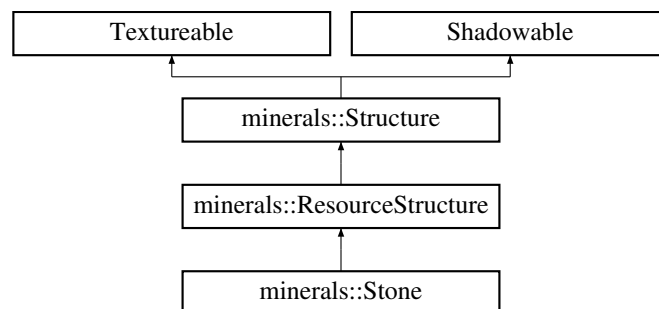 Textureable
Shadowable
minerals::Structure
minerals::ResourceStructure
minerals::Stone